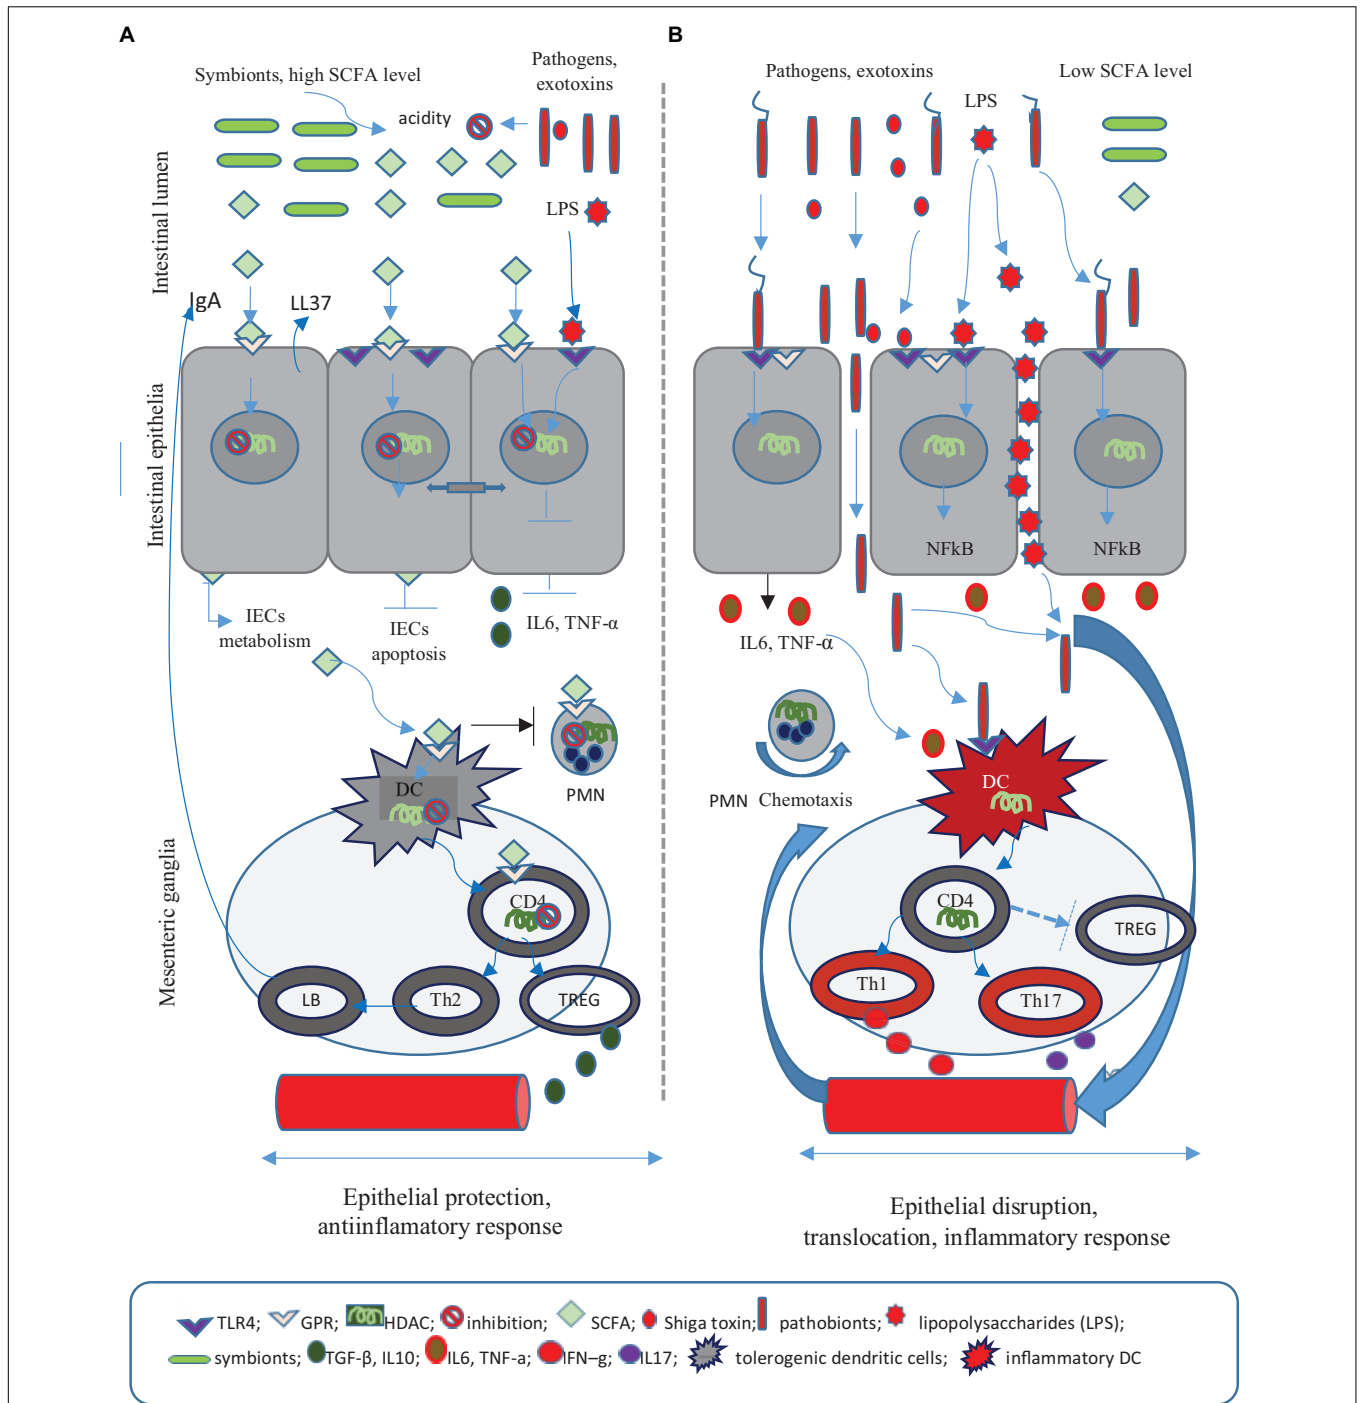 A
B
Symbionts, high SCFA level
Pathogens,
exotoxins
acidity
LPS
Pathogens, exotoxins
LPS
Low SCFA level
Intestinal lumen
IgA
LL37
Intestinal epithelia
NFkB
NFkB
IECs
metabolism
IECs
apoptosis
IL6, TNF-α
IL6, TNF-α
DC
PMN
PMN Chemotaxis
DC
Mesenteric ganglia
CD4
CD4
TREG
LB
Th2
TREG
Th1
Th17
Epithelial protection,
antiinflamatory response
Epithelial disruption,
translocation, inflammatory response
TLR4; GPR; HDAC; inhibition; SCFA; Shiga toxin; pathobionts; lipopolysaccharides (LPS);
symbionts; TGF-β, IL10; IL6, TNF-a; IFN–g; IL17; tolerogenic dendritic cells; inflammatory DC